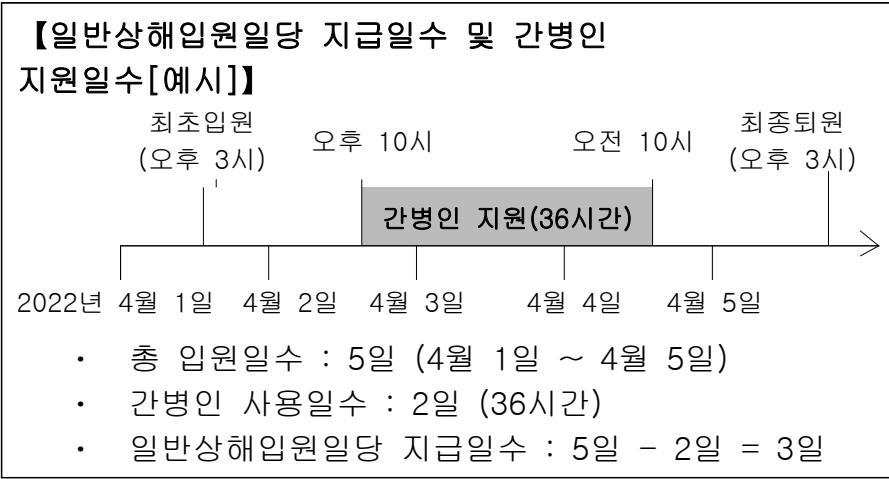 【일반상해입원일당 지급일수 및 간병인
지원일수[예시]】
최초입원
(오후 3시)
오후 10시
오전 10시
최종퇴원
(오후 3시)
간병인 지원(36시간)
2022년 4월 1일 4월 2일 4월 3일 4월 4일 4월 5일
· 총 입원일수 : 5일 (4월 1일 ~ 4월 5일)
· 간병인 사용일수 : 2일 (36시간)
· 일반상해입원일당 지급일수 : 5일 - 2일 = 3일